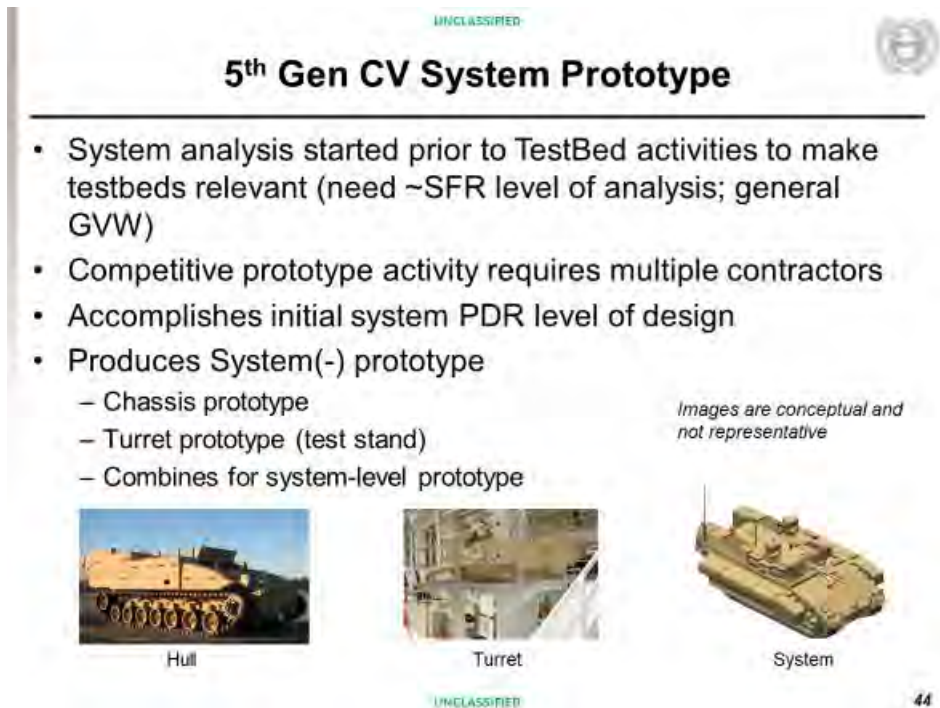 UNCLASSIFIED
5th Gen CV System Prototype
• System analysis started prior to TestBed activities to make
testbeds relevant (need ~SFR level of analysis; general
GVW)
• Competitive prototype activity requires multiple contractors
• Accomplishes initial system PDR level of design
• Produces System(-) prototype
– Chassis prototype
– Turret prototype (test stand)
– Combines for system-level prototype
Images are conceptual and
not representative
Hull
Turret
System
UNCLASSIFIED
44